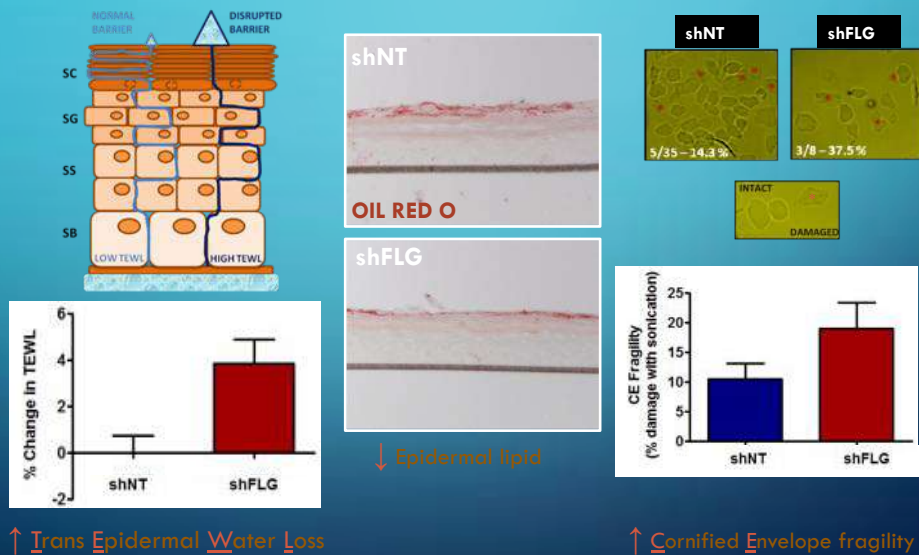 NORMAL
BARRIER
DISRUPTED
BARRIER
SC
SG
SS
SB
LOW TEWL
HIGH TEWL
6
4
2
0
-2
% Change in TEWL
shNT
shFLG
↑ Trans Epidermal Water Loss
shNT
OIL RED O
shFLG
↓ Epidermal lipid
shNT
shFLG
5/35 – 14.3 %
3/8 – 37.5 %
INTACT
DAMAGED
25
20
15
10
5
0
CE Fragility
(% damage with sonication)
shNT
shFLG
↑ Cornified Envelope fragility